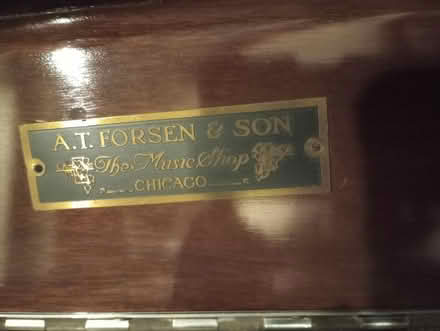 A.T. FORSEN & SON
The Music Shop
CHICAGO